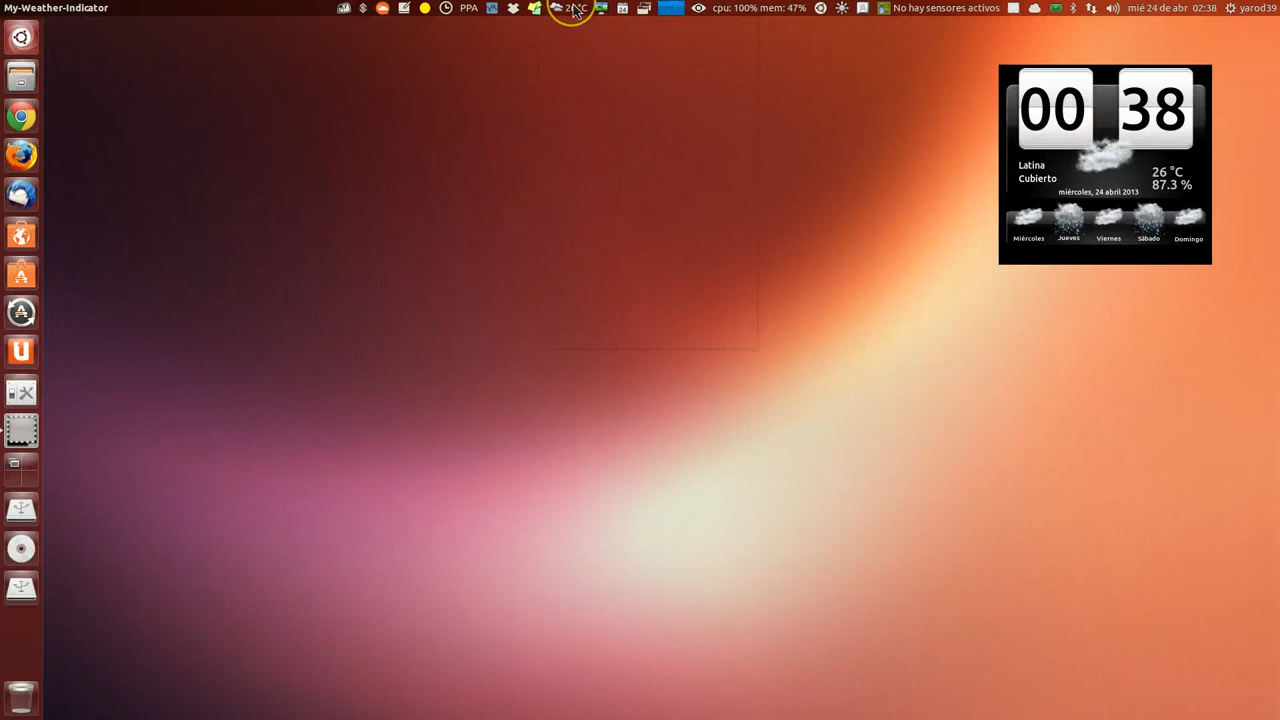 My-Weather-Indicator
PPA
cpu: 100% mem: 47%
No hay sensores activos
mié 24 de abr 02:38
yarod39
00 38
Latina
Cubierto
26 °C
87.3 %
miércoles, 24 abril 2013
Miércoles Jueves Viernes Sábado Domingo